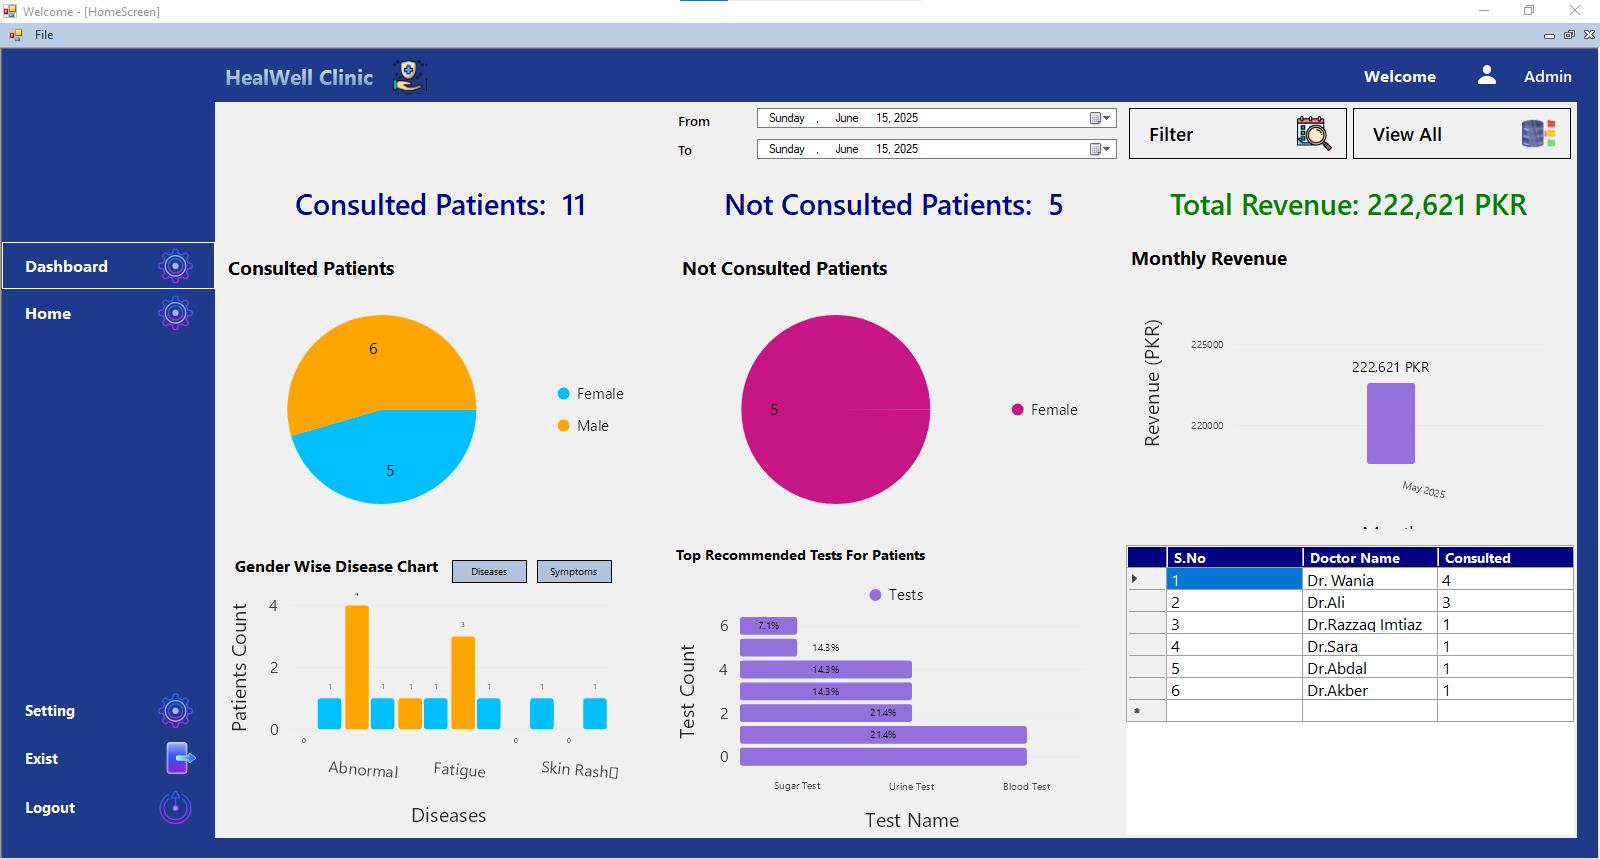 Welcome - [HomeScreen]
File
HealWell Clinic
Welcome
Admin
From
Sunday , June 15, 2025
To
Sunday , June 15, 2025
Filter
View All
Consulted Patients: 11
Not Consulted Patients: 5
Total Revenue: 222,621 PKR
Dashboard
Home
Setting
Exist
Logout
Consulted Patients
6
5
Female
Male
Not Consulted Patients
5
Female
Monthly Revenue
Revenue (PKR)
225000
220000
222,621 PKR
May 2025
Gender Wise Disease Chart
Diseases
Symptoms
Patients Count
4
2
0
0
1
4
1
1
1
3
1
0
1
0
1
Abnormal
Fatigue
Skin Rash
Diseases
Top Recommended Tests For Patients
Tests
Test Count
6
4
2
0
7.1%
14.3%
14.3%
14.3%
21.4%
21.4%
Sugar Test
Urine Test
Blood Test
Test Name
S.No Doctor Name Consulted
1 Dr. Wania 4
2 Dr.Ali 3
3 Dr.Razzaq Imtiaz 1
4 Dr.Sara 1
5 Dr.Abdal 1
6 Dr.Akber 1